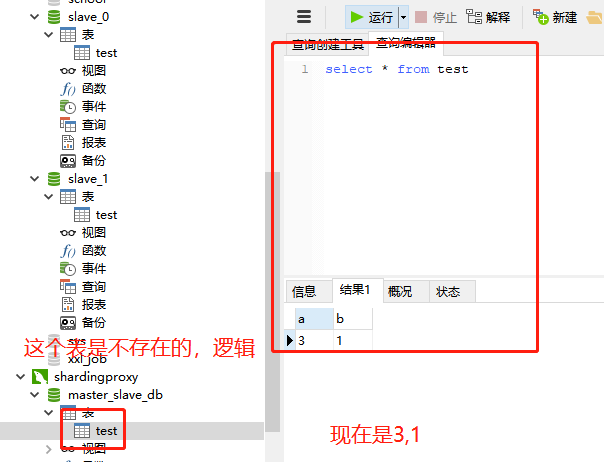 school
slave_0
表
test
视图
函数
事件
查询
报表
备份
slave_1
表
test
视图
函数
事件
查询
报表
备份
sys
xxl_job
这个表是不存在的，逻辑
shardingproxy
master_slave_db
表
test
视图
运行
停止
解释
新建
查询创建工具
查询编辑器
1 select * from test
信息
结果1
概况
状态
a b
3 1
现在是3,1